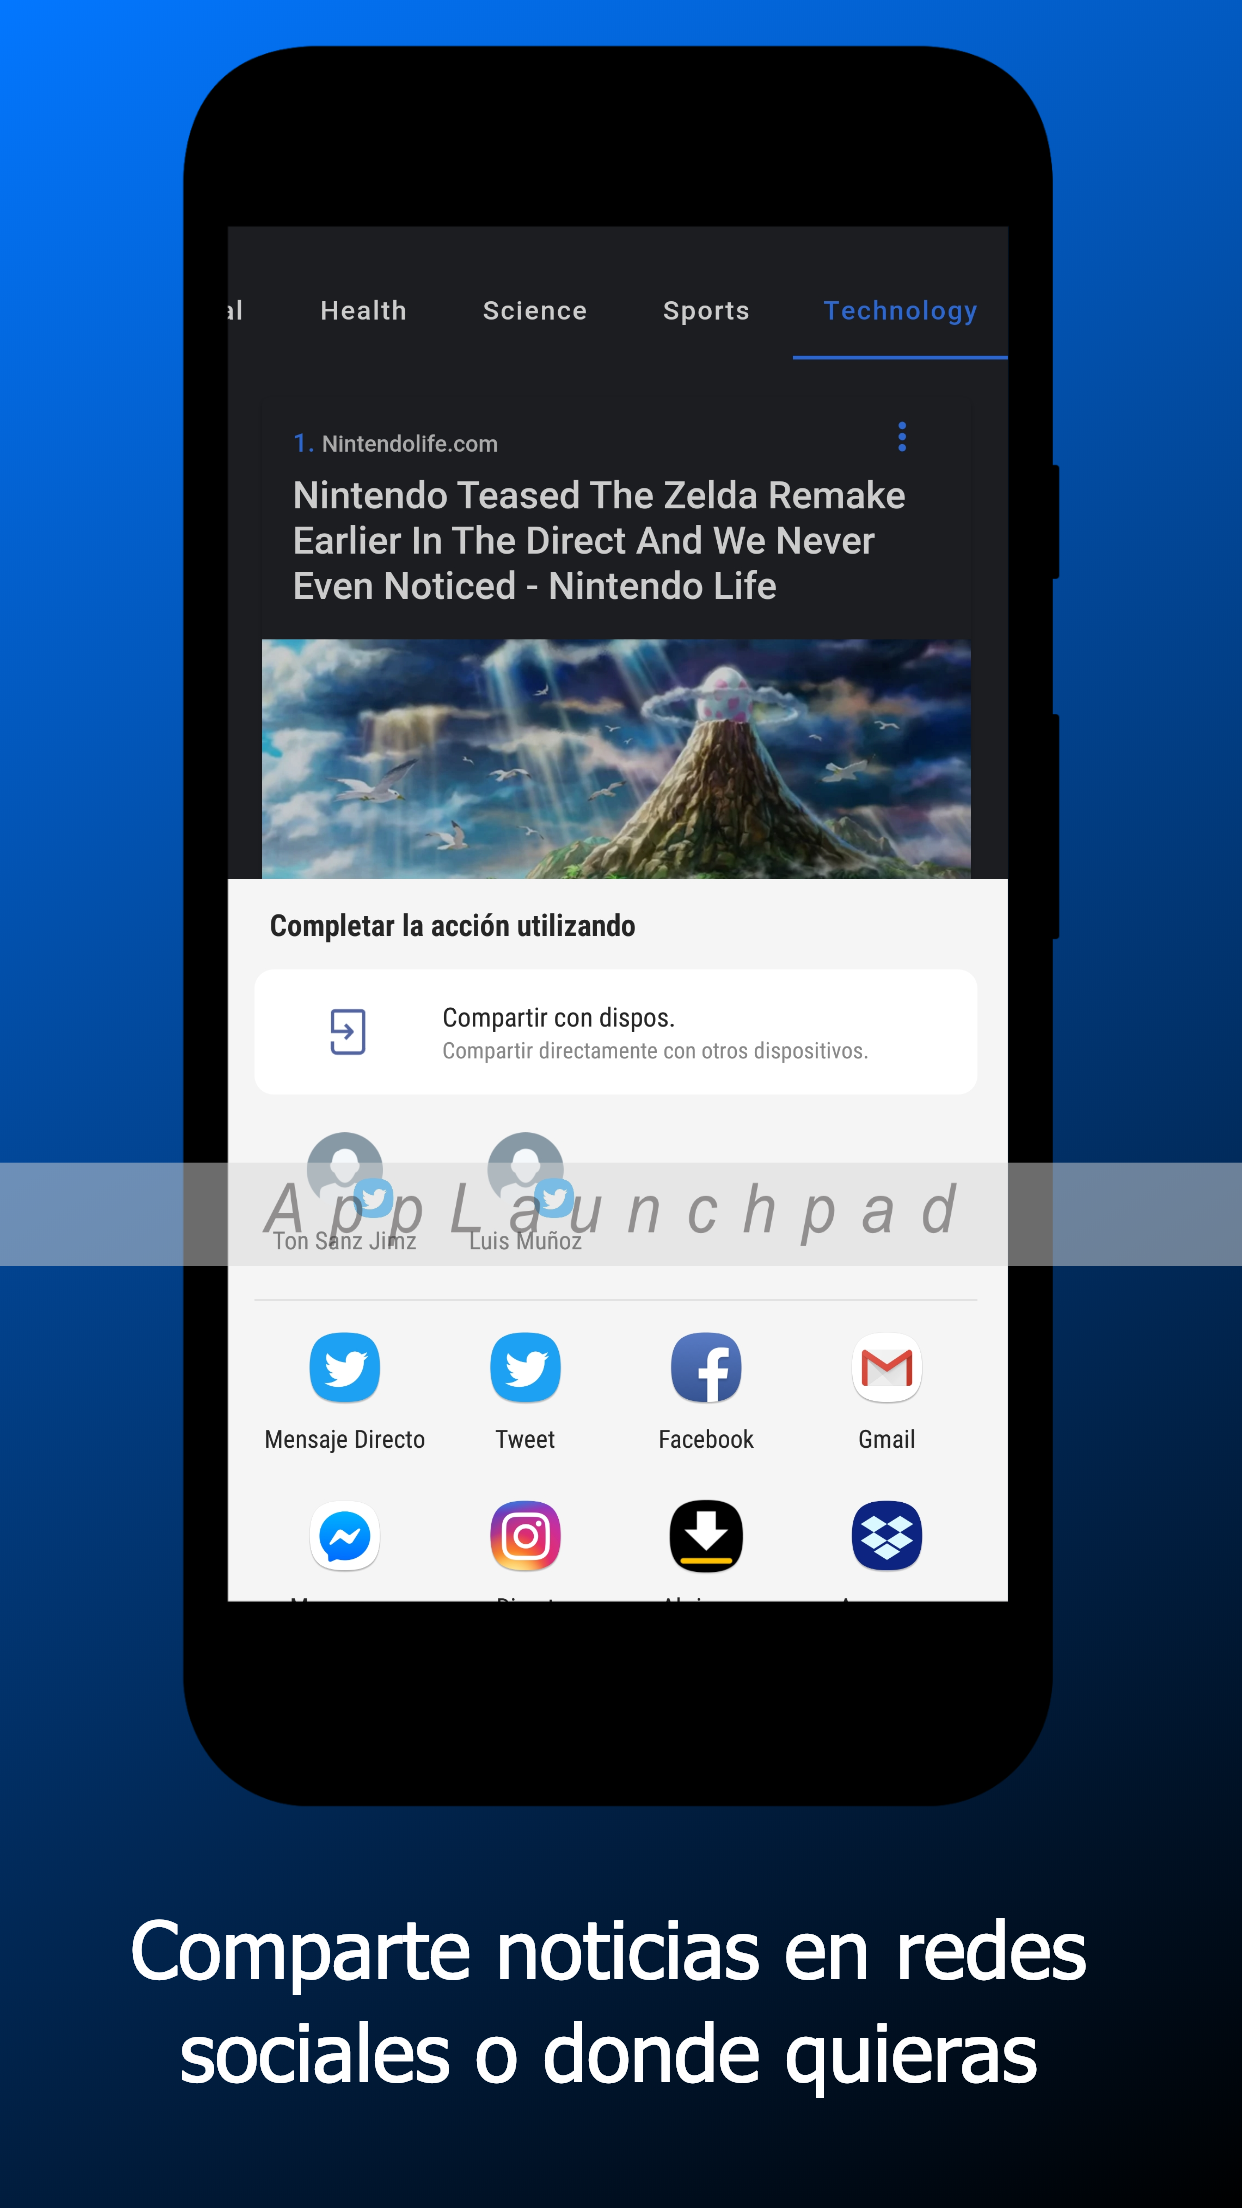 al
Health
Science
Sports
Technology
1. Nintendolife.com
Nintendo Teased The Zelda Remake
Earlier In The Direct And We Never
Even Noticed - Nintendo Life
Completar la acción utilizando
Compartir con dispos.
Compartir directamente con otros dispositivos.
AppLaunchpad
Ton Sanz Jimz
Luis Muñoz
Mensaje Directo
Tweet
Facebook
Gmail
Comparte noticias en redes
sociales o donde quieras